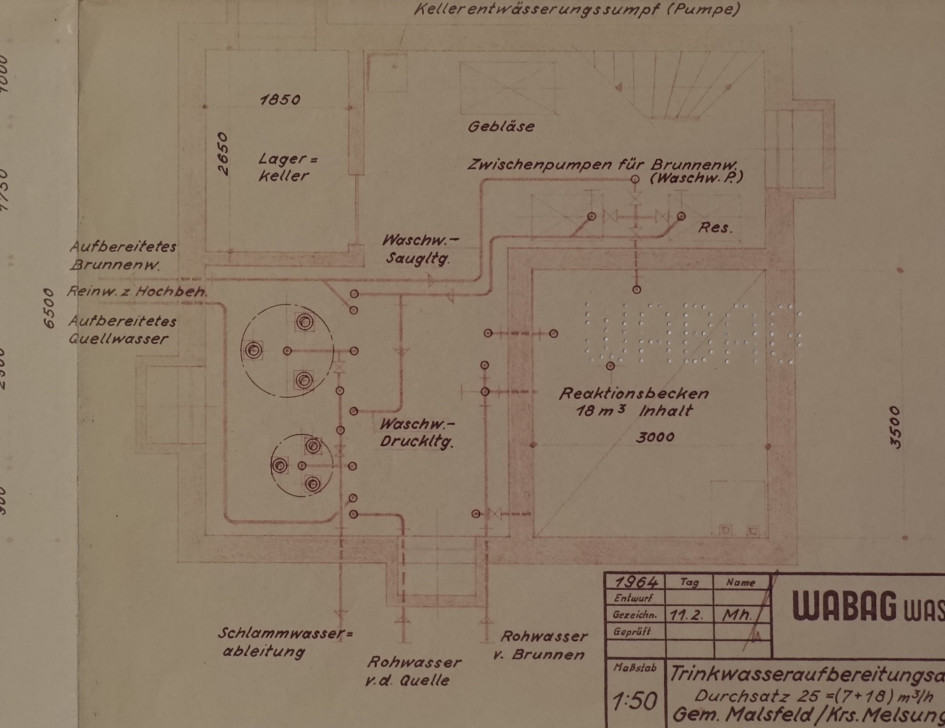 Kellerentwässerungssumpf (Pumpe)
1850
2650
Lager=
keller
Gebläse
Zwischenpumpen für Brunnenw.
(Waschw. P.)
Res.
Waschw.-
Saugltg.
Aufbereitetes
Brunnenw.
Reinw. z Hochbeh.
Aufbereitetes
Quellwasser
6500
WABAG
Reaktionsbecken
18 m³ Inhalt
3000
3500
Waschw.-
Druckltg.
Schlammwasser=
ableitung
Rohwasser
v.d. Quelle
Rohwasser
v. Brunnen
1964 Tag Name
Entwurf
Gezeichn. 11.2. Mh.
Geprüft
WABAG WAS
Maßstab
1:50
Trinkwasseraufbereitungsa
Durchsatz 25 =(7+18) m³/h
Gem. Malsfeld/Krs. Melsung